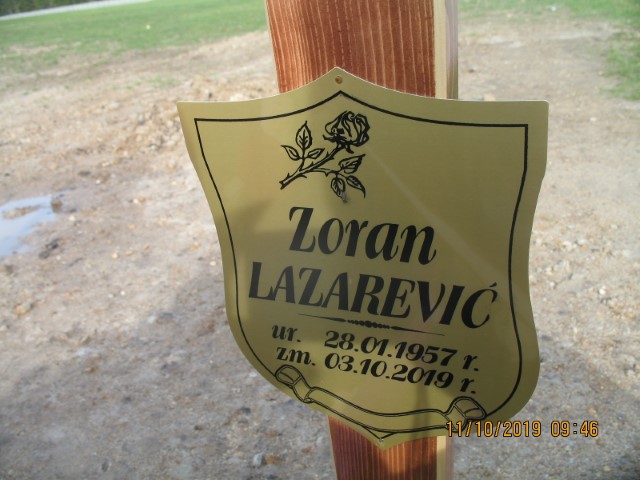 Zoran
LAZAREVIĆ
ur. 28.01.1957 r.
zm. 03.10.2019 r.
11/10/2019 09:46